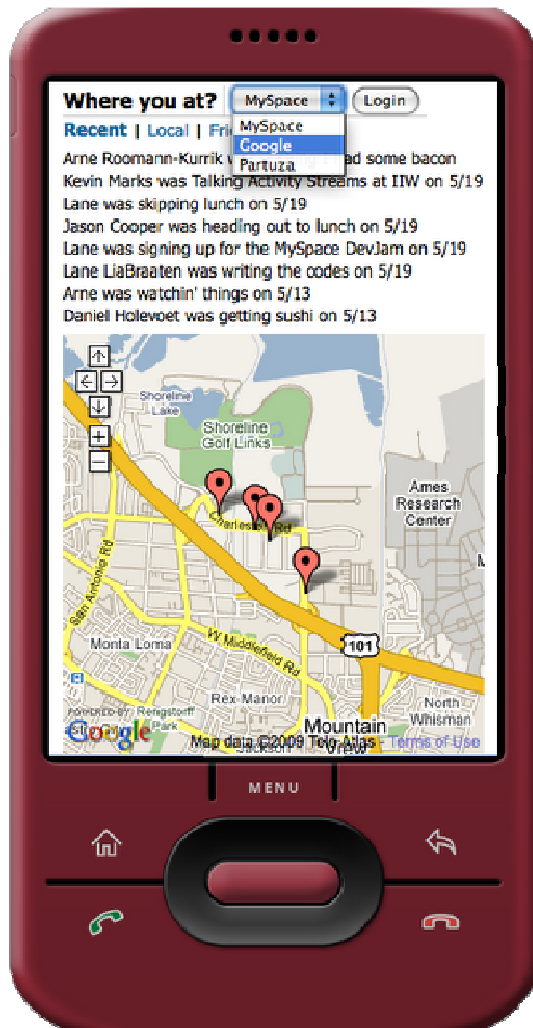 Where you at? MySpace Login
MySpace
Google
Partuza
Recent | Local | Fri
Arne Roomann-Kurrik some bacon
Kevin Marks was Talking Activity Streams at IIW on 5/19
Lane was skipping lunch on 5/19
Jason Cooper was heading out to lunch on 5/19
Lane was signing up for the MySpace DevJam on 5/19
Lane LiaBraaten was writing the codes on 5/19
Arne was watchin' things on 5/13
Daniel Holevoet was getting sushi on 5/13
Shoreline
Lake
Shoreline
Golf Links
Ames
Research
Center
Charleston Rd
San Antonio Rd
Monta Loma
W Middlefield Rd
101
Rex Manor
North
Whisman
POWERED BY
Google
Rengstorff
Park
Mountain
View
Map data ©2009 Tele Atlas - Terms of Use
MENU